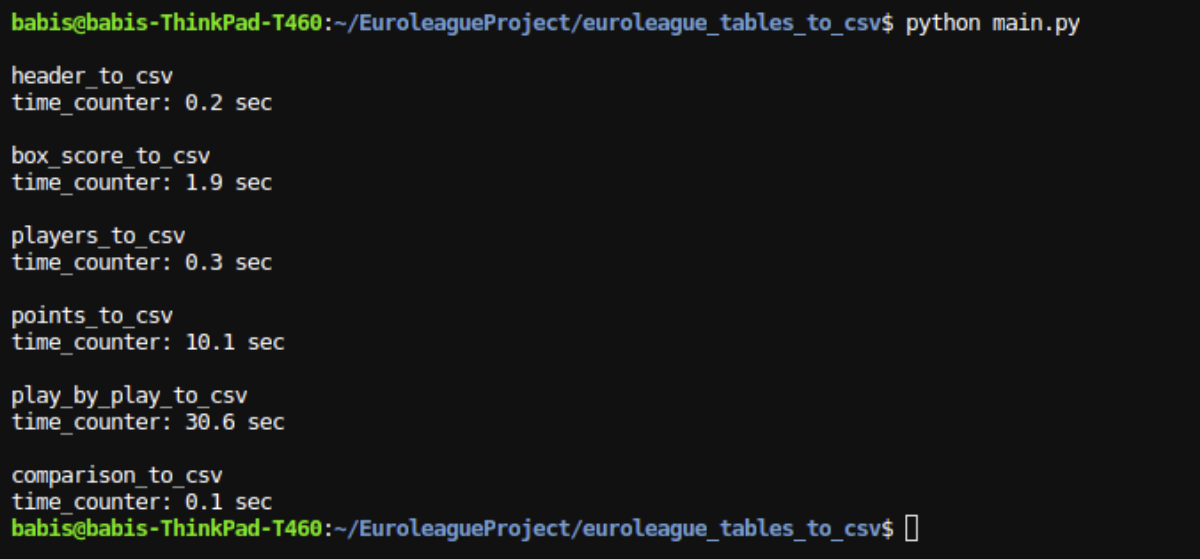 babis@babis-ThinkPad-T460:~/EuroleagueProject/euroleague_tables_to_csv$ python main.py
header_to_csv
time_counter: 0.2 sec
box_score_to_csv
time_counter: 1.9 sec
players_to_csv
time_counter: 0.3 sec
points_to_csv
time_counter: 10.1 sec
play_by_play_to_csv
time_counter: 30.6 sec
comparison_to_csv
time_counter: 0.1 sec
babis@babis-ThinkPad-T460:~/EuroleagueProject/euroleague_tables_to_csv$